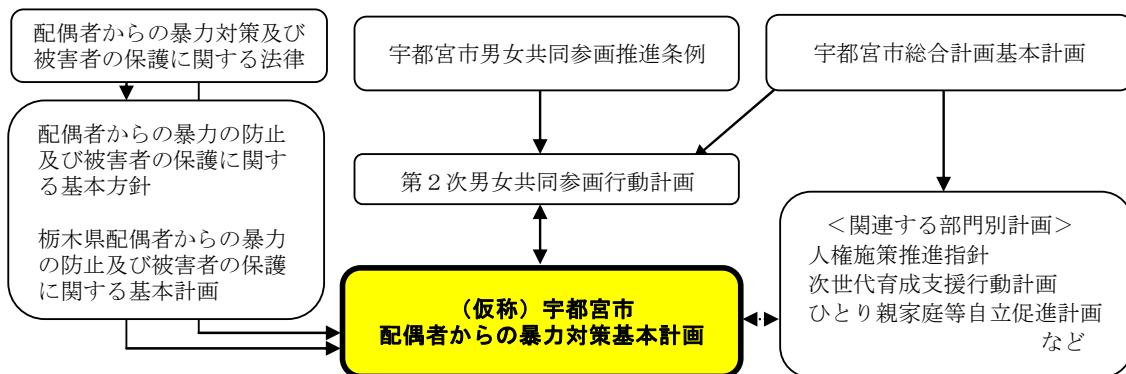 配偶者からの暴力対策及び
被害者の保護に関する法律
宇都宮市男女共同参画推進条例
宇都宮市総合計画基本計画
配偶者からの暴力の防止
及び被害者の保護に関す
る基本方針
栃木県配偶者からの暴力
の防止及び被害者の保護
に関する基本計画
第２次男女共同参画行動計画
＜関連する部門別計画＞
人権施策推進指針
次世代育成支援行動計画
ひとり親家庭等自立促進計画
など
（仮称）宇都宮市
配偶者からの暴力対策基本計画